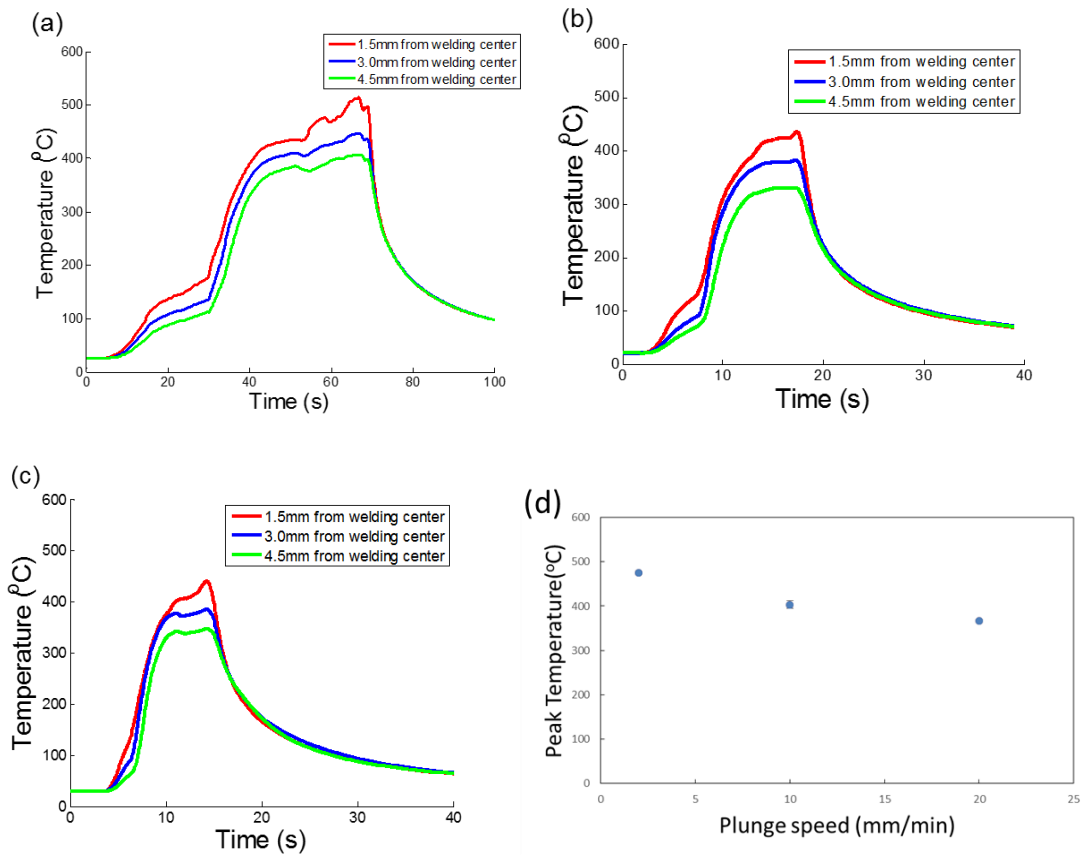 (a)
1.5mm from welding center
3.0mm from welding center
4.5mm from welding center
600
500
400
300
200
100
0
Temperature (⁰C)
0 20 40 60 80 100
Time (s)
(b)
1.5mm from welding center
3.0mm from welding center
4.5mm from welding center
600
500
400
300
200
100
0
Temperature (⁰C)
0 10 20 30 40
Time (s)
(c)
1.5mm from welding center
3.0mm from welding center
4.5mm from welding center
600
500
400
300
200
100
0
Temperature (⁰C)
0 10 20 30 40
Time (s)
(d)
600
500
400
300
200
100
0
Peak Temperature(⁰C)
0 5 10 15 20 25
Plunge speed (mm/min)